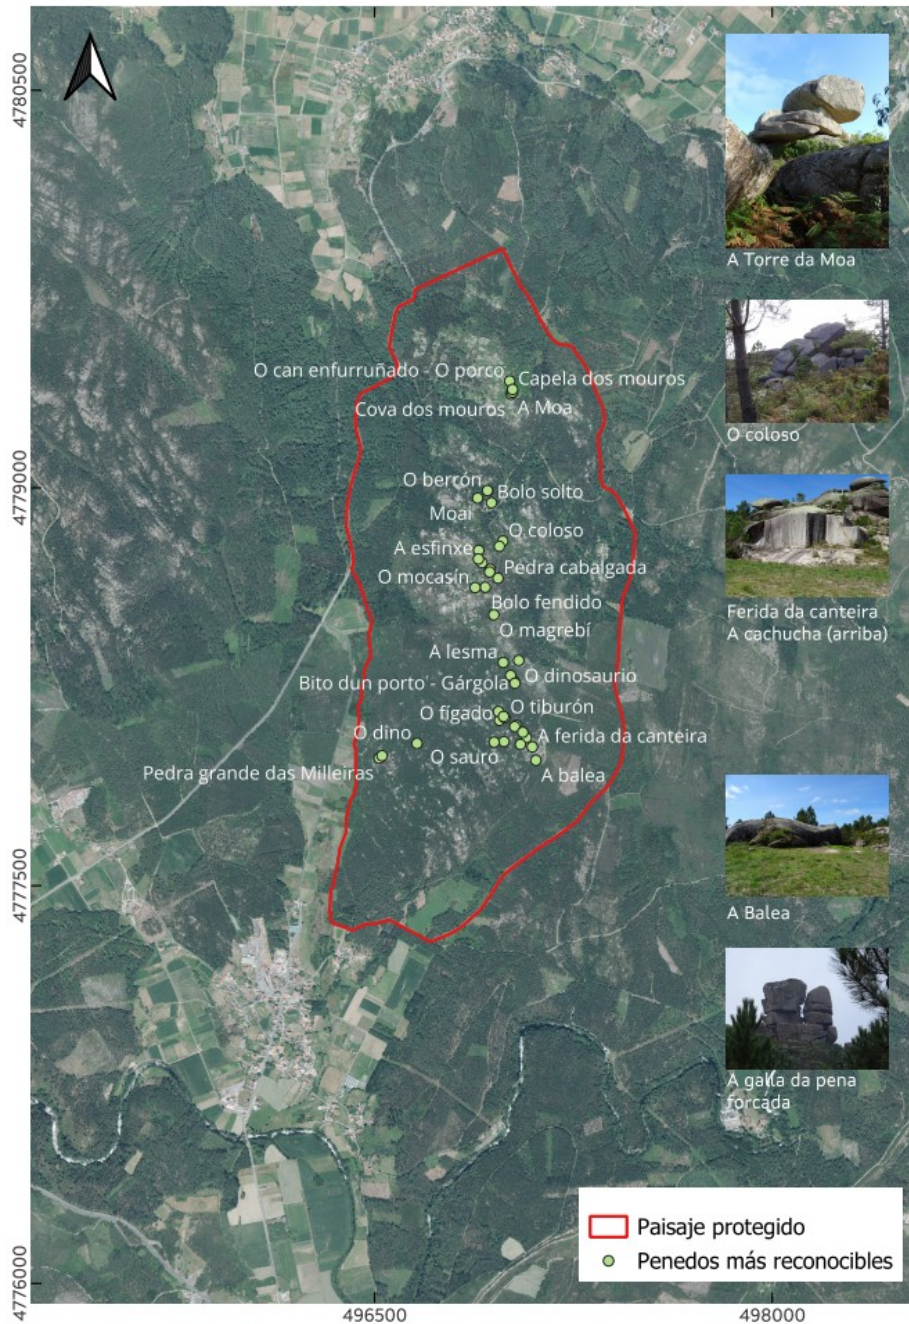 4780500
A Torre da Moa
O can enfurruñado - O porco
Capela dos mouros
Cova dos mouros
A Moa
O coloso
4779000
O berrón
Bolo solto
Moai
O coloso
A esfinxe
Pedra cabalgada
O mocasín
Bolo fendido
O magrebí
Ferida da canteira
A cachucha (arriba)
A lesma
O dinosaurio
Bito dun porto - Gárgola
O tiburón
O fígado
O dino
A ferida da canteira
O sauro
Pedra grande das Milleiras
A balea
4777500
A Balea
A galla da pena
forcada
Paisaje protegido
Penedos más reconocibles
4776000
496500
498000